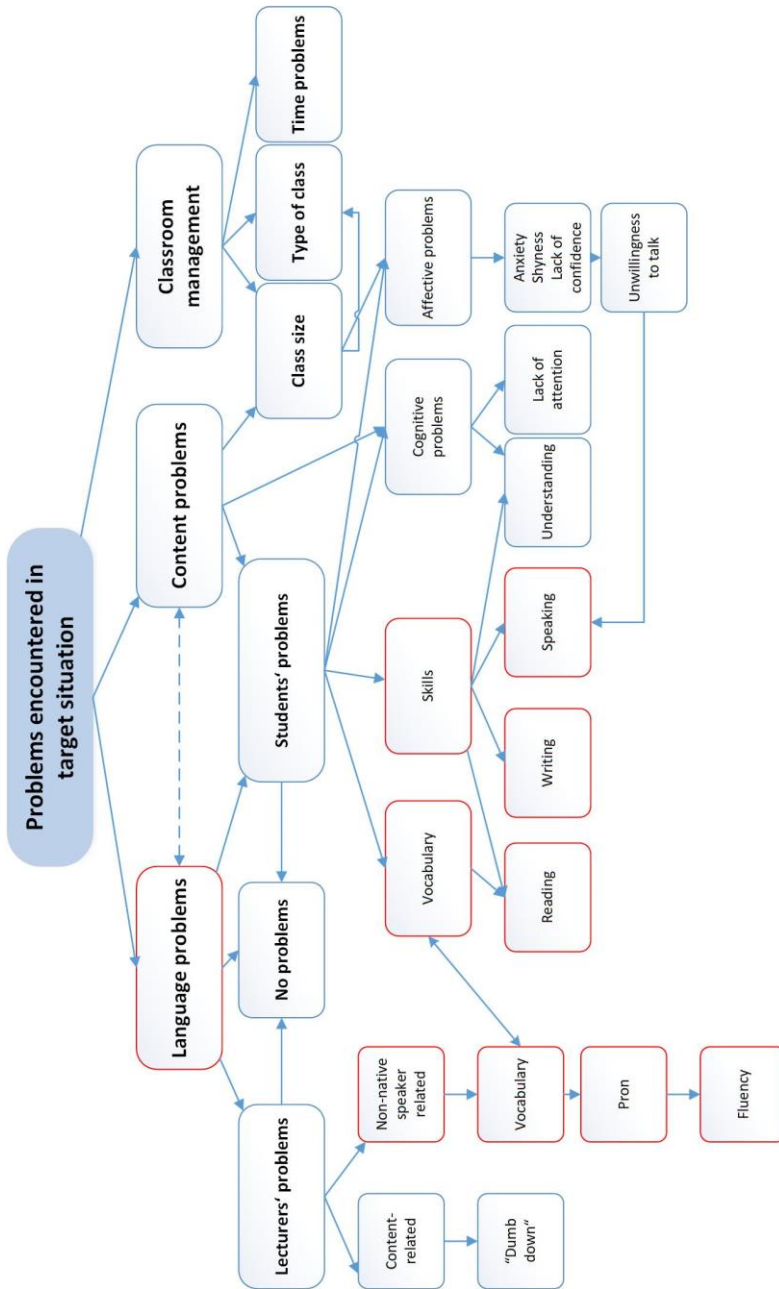 Problems encountered in
target situation
Language problems
Content problems
Classroom
management
Lecturers‘ problems
No problems
Students‘ problems
Class size
Type of class
Time problems
Content-
related
Non-native
speaker
related
Vocabulary
Skills
Cognitive
problems
Affective problems
“Dumb
down“
Vocabulary
Reading
Writing
Speaking
Understanding
Lack of
attention
Anxiety
Shyness
Lack of
confidence
Pron
Unwillingness
to talk
Fluency